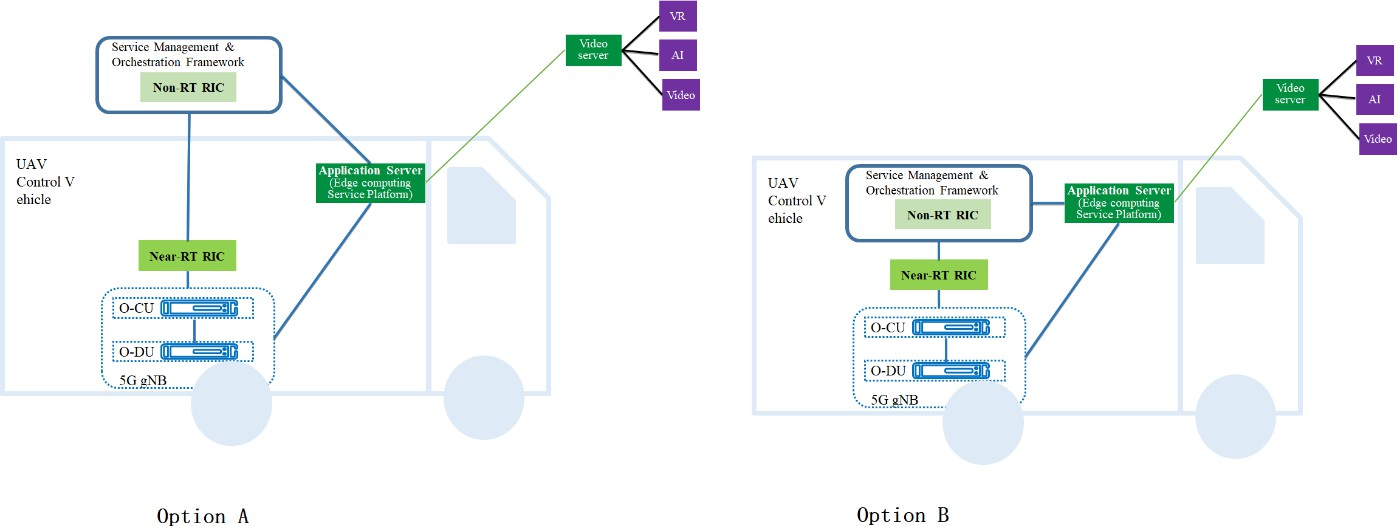 Service Management &
Orchestration Framework
Non-RT RIC
Video
server
VR
AI
Video
UAV
Control V
ehicle
Application Server
(Edge computing
Service Platform)
Near-RT RIC
O-CU
O-DU
5G gNB
Option A
VR
AI
Video
Video
server
UAV
Control V
ehicle
Service Management &
Orchestration Framework
Non-RT RIC
Application Server
(Edge computing
Service Platform)
Near-RT RIC
O-CU
O-DU
5G gNB
Option B